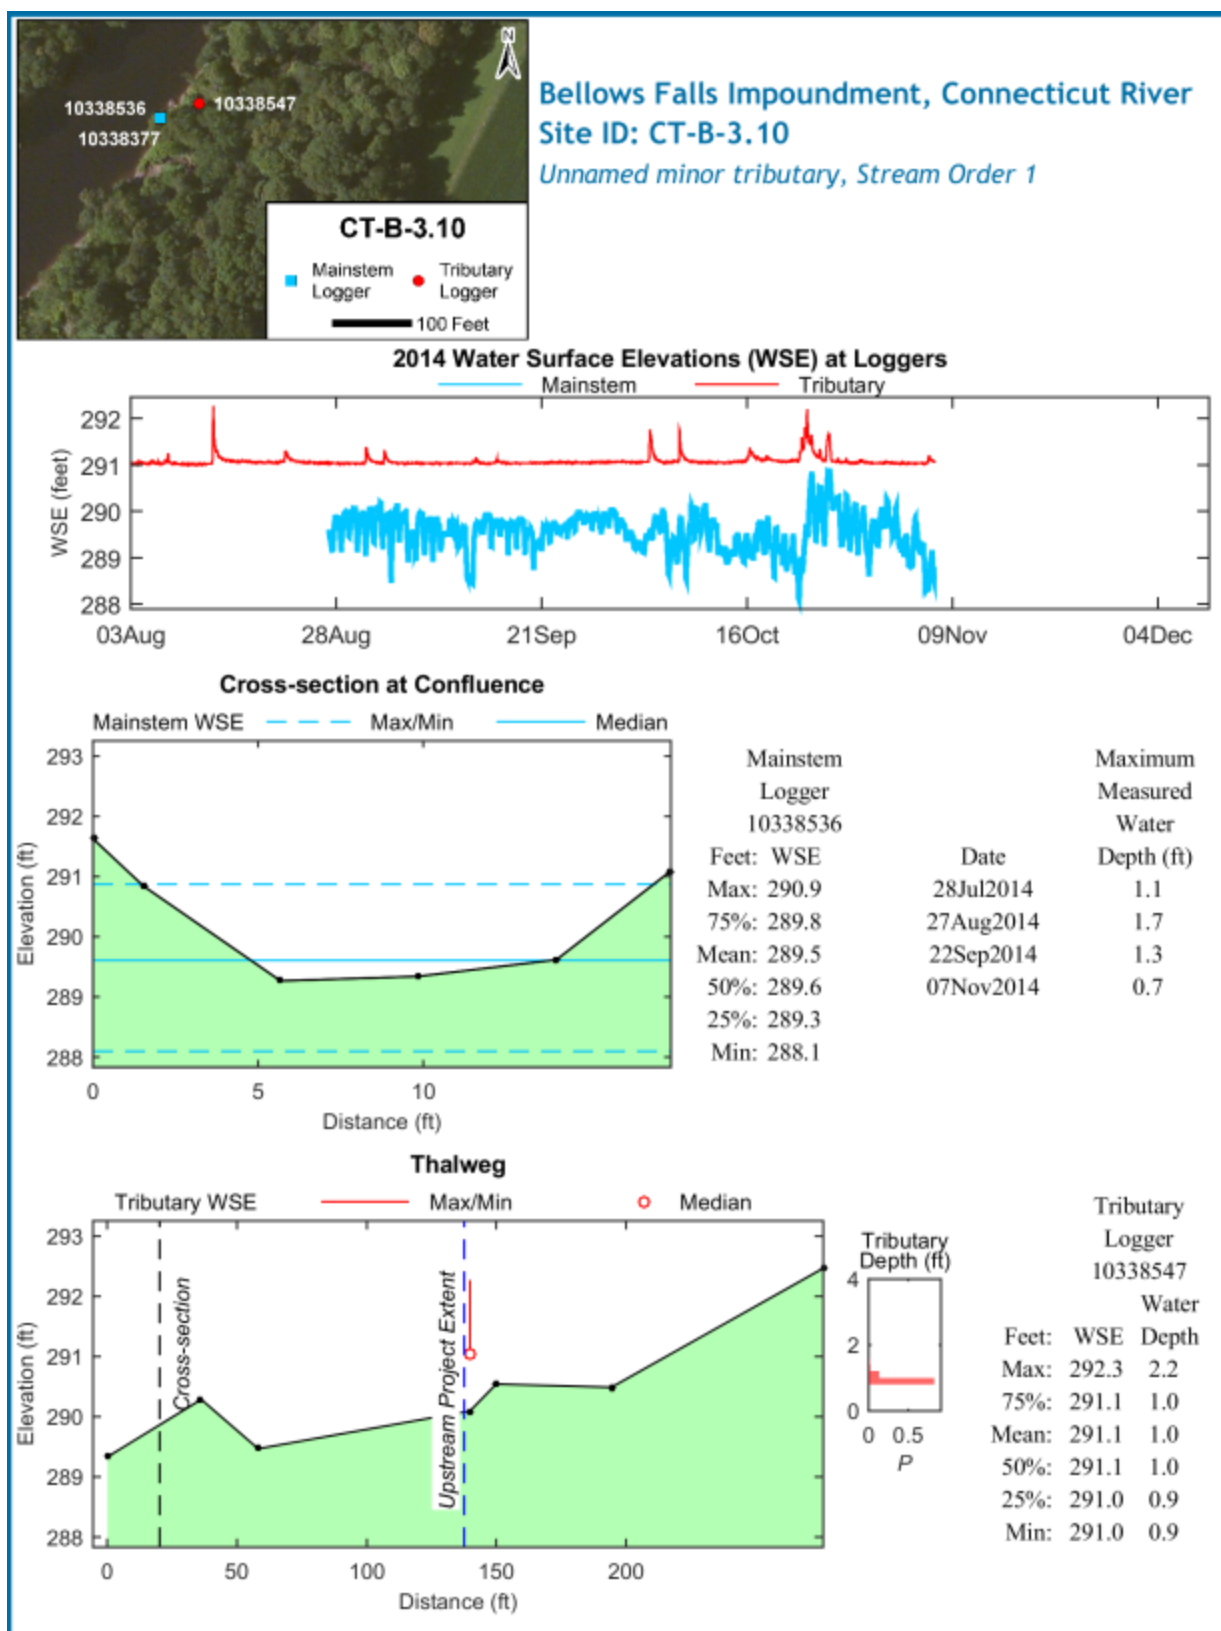 N
10338536
10338547
10338377
CT-B-3.10
Mainstem Logger
Tributary Logger
100 Feet
Bellows Falls Impoundment, Connecticut River
Site ID: CT-B-3.10
Unnamed minor tributary, Stream Order 1
2014 Water Surface Elevations (WSE) at Loggers
Mainstem Tributary
WSE (feet)
292
291
290
289
288
03Aug 28Aug 21Sep 16Oct 09Nov 04Dec
Cross-section at Confluence
Mainstem WSE Max/Min Median
Elevation (ft)
293
292
291
290
289
288
0 5 10
Distance (ft)
Mainstem
Logger
10338536
Feet: WSE
Max: 290.9
75%: 289.8
Mean: 289.5
50%: 289.6
25%: 289.3
Min: 288.1
Maximum
Measured
Water
Date Depth (ft)
28Jul2014 1.1
27Aug2014 1.7
22Sep2014 1.3
07Nov2014 0.7
Thalweg
Tributary WSE Max/Min Median
Elevation (ft)
293
292
291
290
289
288
Cross-section
Upstream Project Extent
0 50 100 150 200
Distance (ft)
Tributary
Depth (ft)
4
2
0
0 0.5
P
Tributary
Logger
10338547
Water
Feet: WSE Depth
Max: 292.3 2.2
75%: 291.1 1.0
Mean: 291.1 1.0
50%: 291.1 1.0
25%: 291.0 0.9
Min: 291.0 0.9